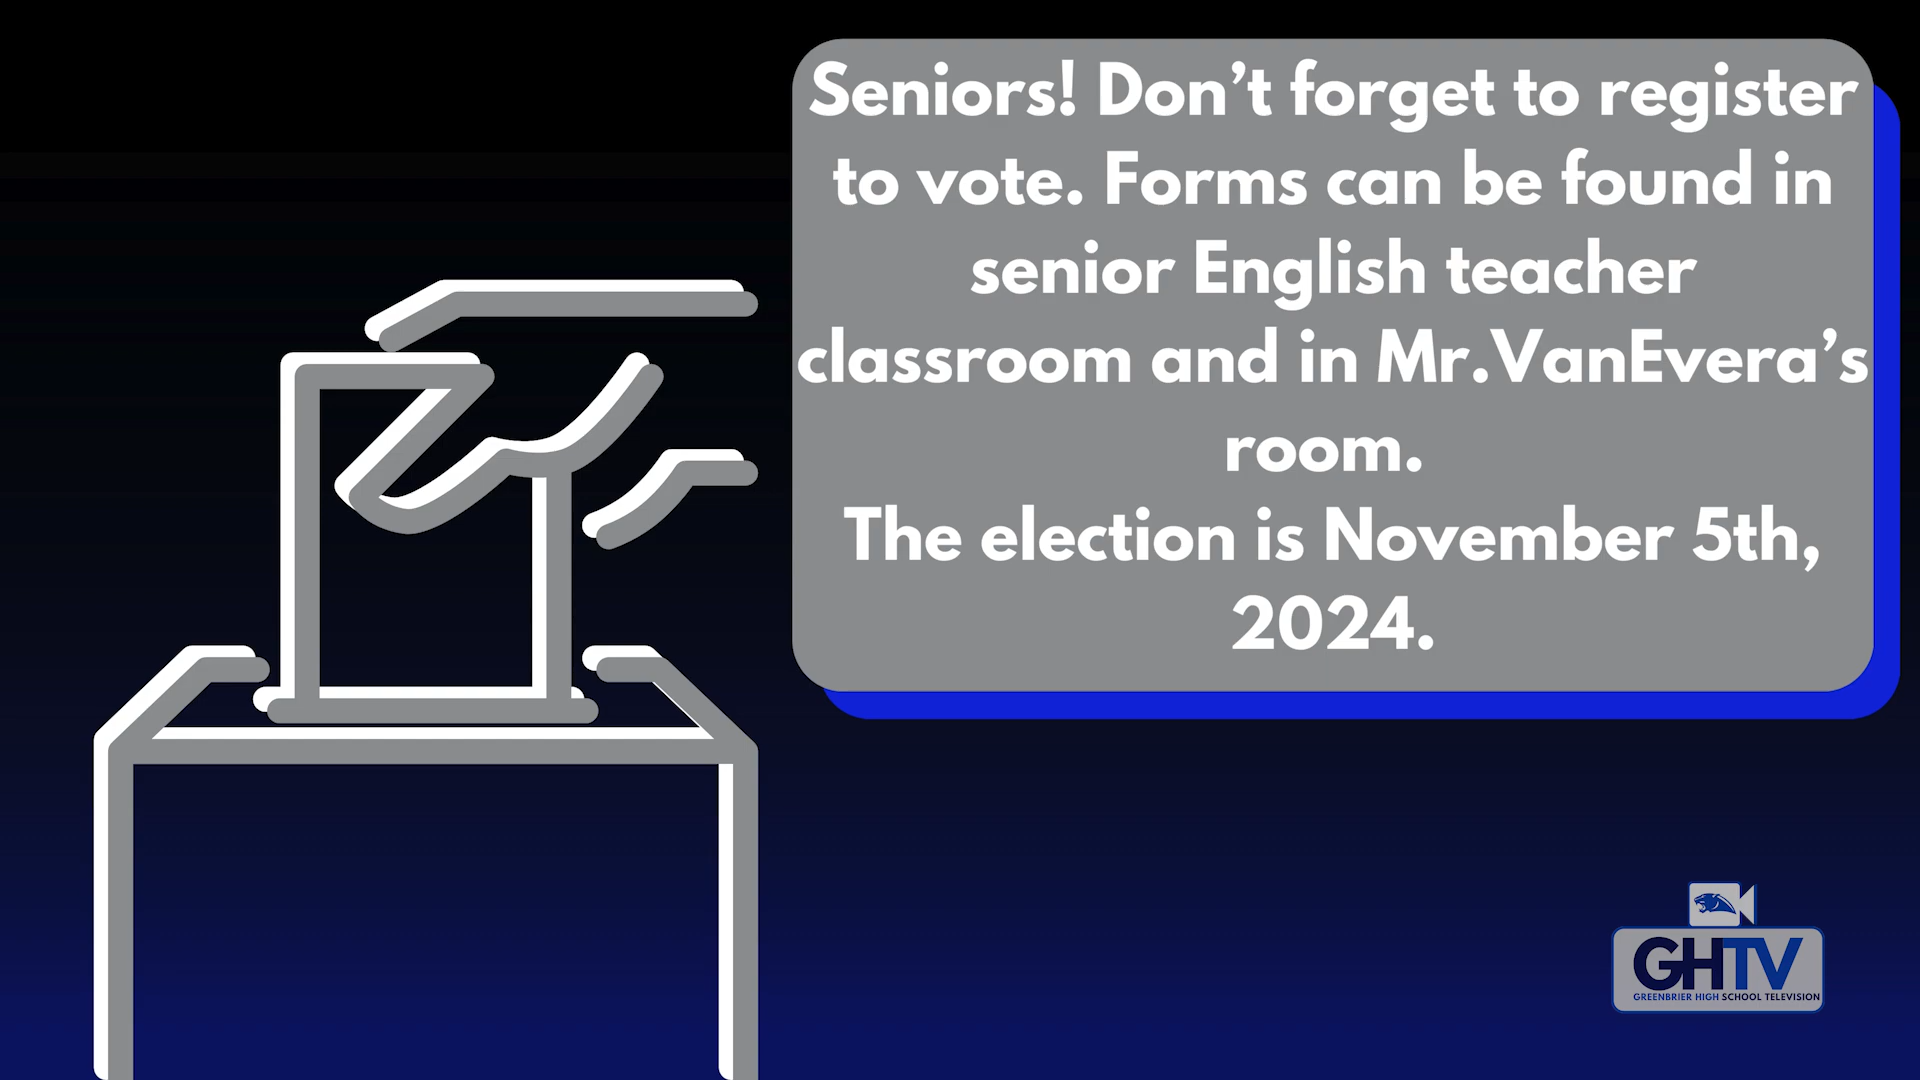 Seniors! Don’t forget to register
to vote. Forms can be found in
senior English teacher
classroom and in Mr.VanEvera’s
room.
The election is November 5th,
2024.
GHTV
GREENBRIER HIGH SCHOOL TELEVISION